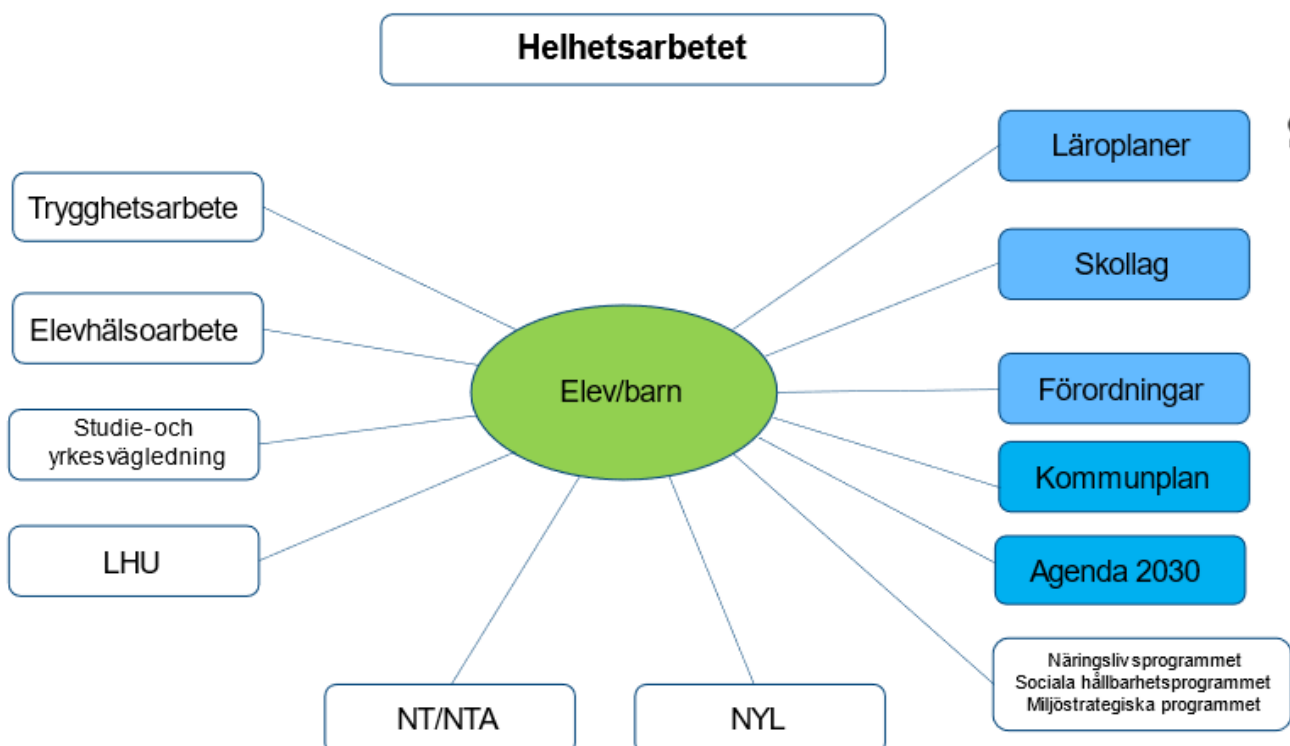 Helhetsarbetet
Läroplaner
Trygghetsarbete
Skollag
Elevhälsoarbete
Elev/barn
Förordningar
Studie-och
yrkesvägledning
Kommunplan
LHU
Agenda 2030
Näringslivsprogrammet
Sociala hållbarhetsprogrammet
Miljöstrategiska programmet
NT/NTA
NYL